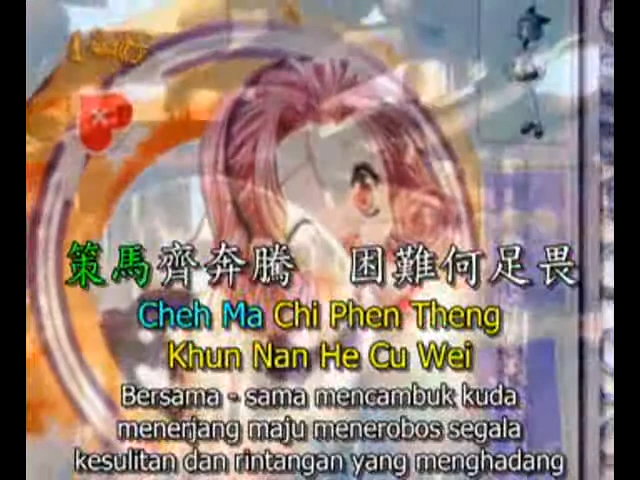 策馬齊奔騰 困難何足畏
Cheh Ma Chi Phen Theng
Khun Nan He Cu Wei
Bersama - sama mencambuk kuda
menerjang maju menerobos segala
kesulitan dan rintangan yang menghadang